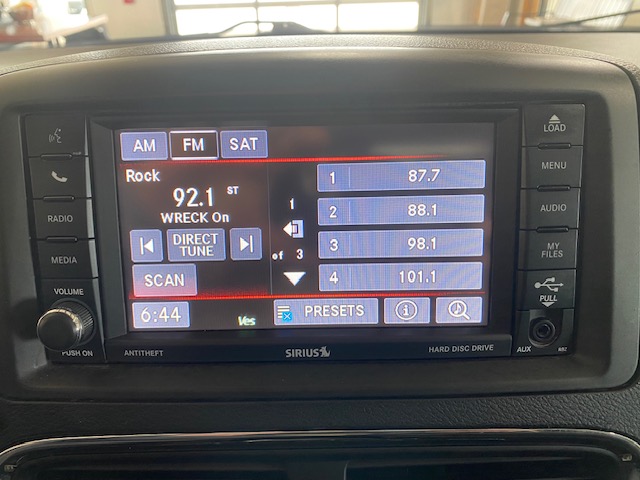 AM FM SAT
Rock
92.1 ST
WRECK On
DIRECT
TUNE
SCAN
6:44
1
of 3
1 87.7
2 88.1
3 98.1
4 101.1
Ves
PRESETS
RADIO
MEDIA
VOLUME
PUSH ON
ANTITHEFT
SIRIUS
HARD DISC DRIVE
LOAD
MENU
AUDIO
MY
FILES
PULL
AUX
RBZ